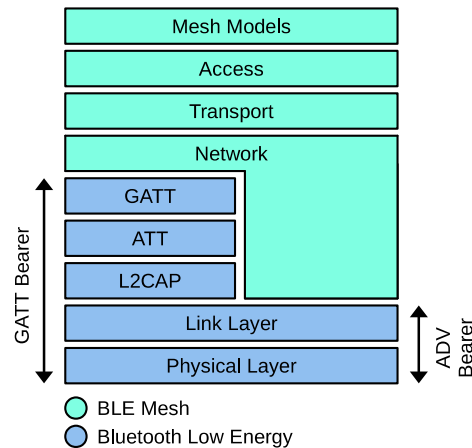 Mesh Models
Access
Transport
Network
GATT
ATT
L2CAP
Link Layer
Physical Layer
GATT Bearer
ADV
Bearer
BLE Mesh
Bluetooth Low Energy